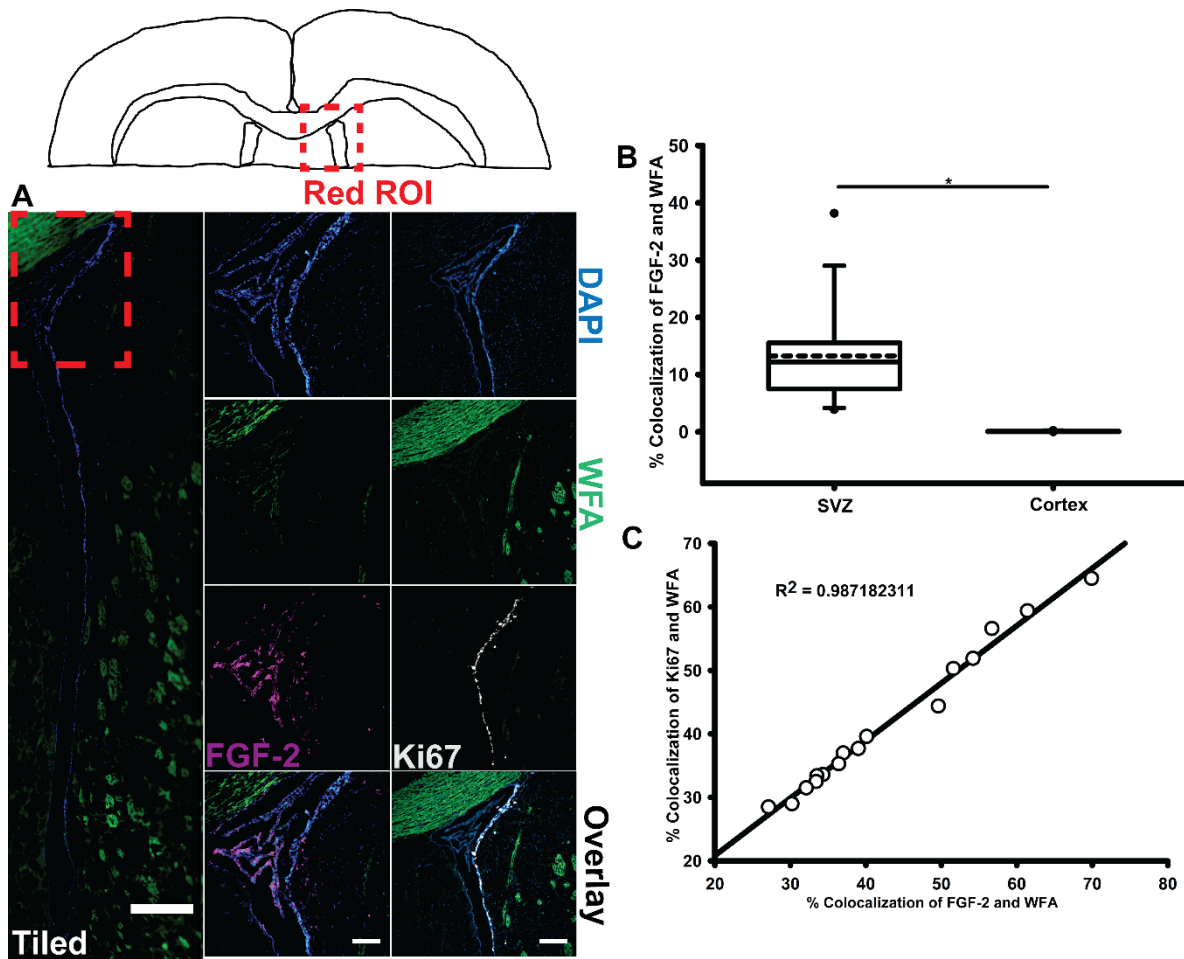 Red ROI
A
DAPI
WFA
FGF-2
Ki67
Overlay
Tiled
B
% Colocalization of FGF-2 and WFA
50
40
30
20
10
0
*
SVZ
Cortex
C
% Colocalization of Ki67 and WFA
70
60
50
40
30
20
R² = 0.987182311
20
30
40
50
60
70
80
% Colocalization of FGF-2 and WFA